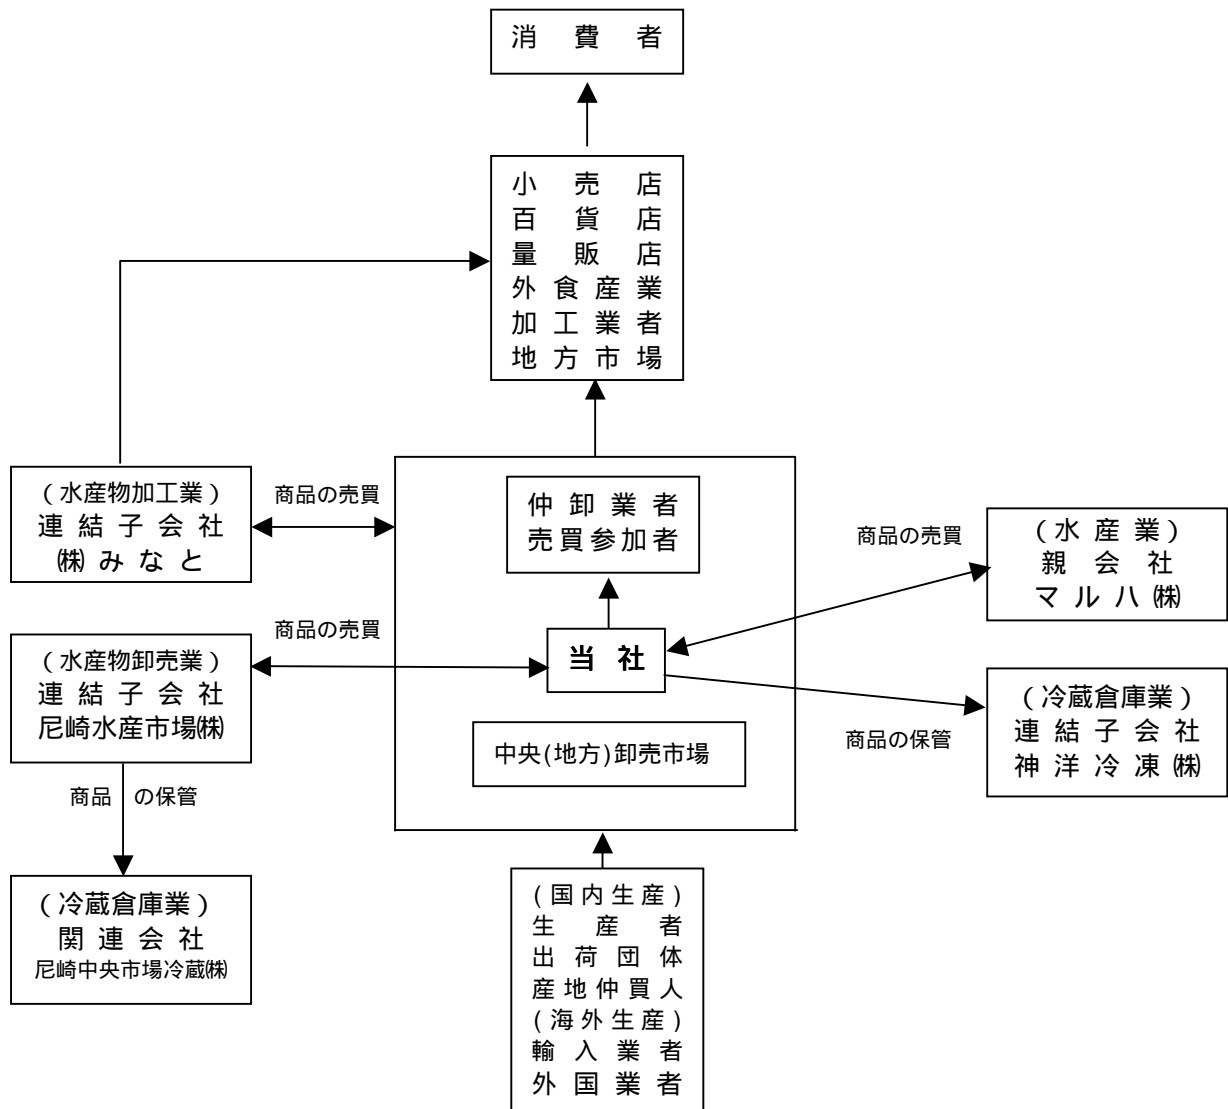 消費者
小売店
百貨店
量販店
外食産業
加工業者
地方市場
(水産物加工業)
連結子会社
㈱みなと
商品の売買
仲卸業者
売買参加者
商品の売買
(水産業)
親会社
マルハ㈱
(水産物卸売業)
連結子会社
尼崎水産市場㈱
商品の売買
当社
(冷蔵倉庫業)
連結子会社
神洋冷凍㈱
商品の保管
中央(地方)卸売市場
商品の保管
(冷蔵倉庫業)
関連会社
尼崎中央市場冷蔵㈱
(国内生産)
生産者
出荷団体
産地仲買人
(海外生産)
輸入業者
外国業者